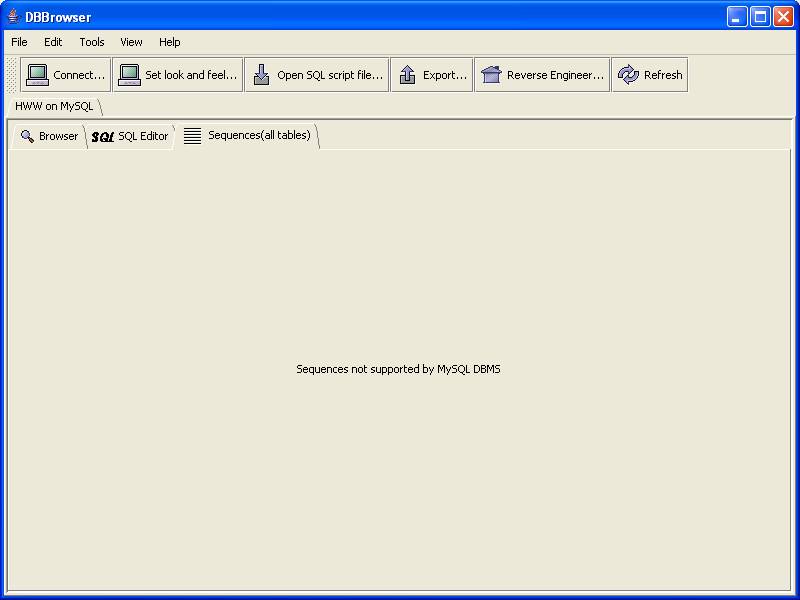 DBBrowser
File Edit Tools View Help
Connect... Set look and feel... Open SQL script file... Export... Reverse Engineer... Refresh
HWW on MySQL
Browser SQL SQL Editor Sequences(all tables)
Sequences not supported by MySQL DBMS